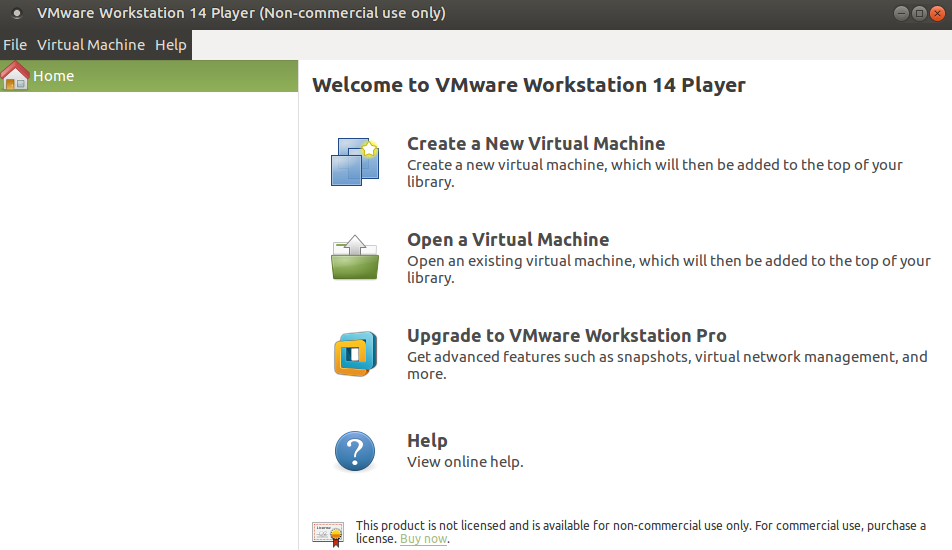 VMware Workstation 14 Player (Non-commercial use only)
File Virtual Machine Help
Home
Welcome to VMware Workstation 14 Player
Create a New Virtual Machine
Create a new virtual machine, which will then be added to the top of your
library.
Open a Virtual Machine
Open an existing virtual machine, which will then be added to the top of your
library.
Upgrade to VMware Workstation Pro
Get advanced features such as snapshots, virtual network management, and
more.
?
Help
View online help.
License
This product is not licensed and is available for non-commercial use only. For commercial use, purchase a
license. Buy now.